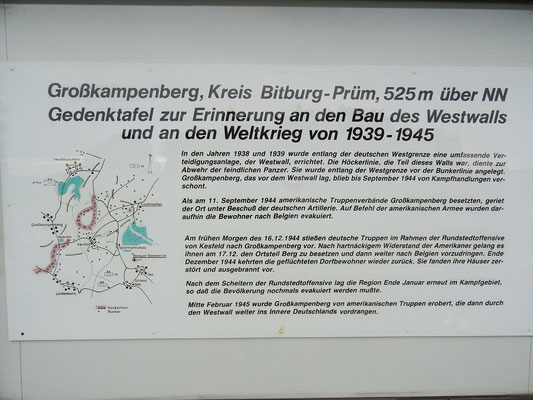 Großkampenberg, Kreis Bitburg-Prüm, 525m über NN
Gedenktafel zur Erinnerung an den Bau des Westwalls
und an den Weltkrieg von 1939-1945
In den Jahren 1938 und 1939 wurde entlang der deutschen Westgrenze eine umfassende Ver-
teidigungsanlage, der Westwall, errichtet. Die Höckerlinie, die Teil dieses Walls war, diente zur
Abwehr der feindlichen Panzer. Sie wurde entlang der Westgrenze vor der Bunkerlinie angelegt.
Großkampenberg, das vor dem Westwall lag, blieb bis September 1944 von Kampfhandlungen ver-
schont.
Als am 11. September 1944 amerikanische Truppenverbände Großkampenberg besetzten, geriet
der Ort unter Beschuß der deutschen Artillerie. Auf Befehl der amerikanischen Armee wurden dar-
aufhin die Bewohner nach Belgien evakuiert.
Am frühen Morgen des 16.12.1944 stießen deutsche Truppen im Rahmen der Rundstedtoffensive
von Kesfeld nach Großkampenberg vor. Nach hartnäckigem Widerstand der Amerikaner gelang es
ihnen am 17.12. den Ortsteil Berg zu besetzen und dann weiter nach Belgien vorzudringen. Ende
Dezember 1944 kehrten die geflüchteten Dorfbewohner wieder zurück. Sie fanden ihre Häuser zer-
stört und ausgebrannt vor.
Nach dem Scheitern der Rundstedtoffensive lag die Region Ende Januar erneut im Kampfgebiet,
so daß die Bevölkerung nochmals evakuiert werden mußte.
Mitte Februar 1945 wurde Großkampenberg von amerikanischen Truppen erobert, die dann durch
den Westwall weiter ins Innere Deutschlands vordrangen.
Höckerlinie
Bunker